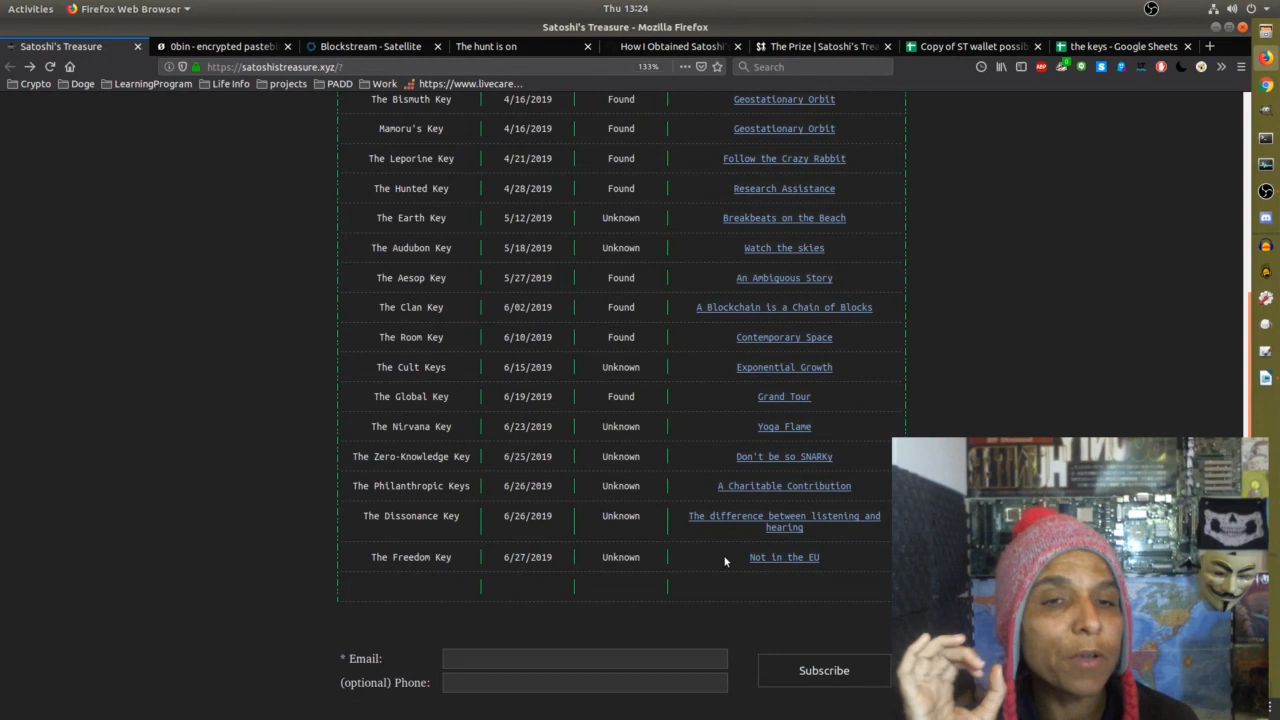 Activities Firefox Web Browser Thu 13:24
Satoshi's Treasure - Mozilla Firefox
Satoshi's Treasure 0bin - encrypted pasteb Blockstream - Satellite The hunt is on How I Obtained Satoshi' The Prize | Satoshi's Tre Copy of ST wallet possib the keys - Google Sheets
https://satoshistreasure.xyz/? 133% Search
Crypto Doge LearningProgram Life Info projects PADD Work https://www.livecare...
The Bismuth Key 4/16/2019 Found Geostationary Orbit
Mamoru's Key 4/16/2019 Found Geostationary Orbit
The Leporine Key 4/21/2019 Found Follow the Crazy Rabbit
The Hunted Key 4/28/2019 Found Research Assistance
The Earth Key 5/12/2019 Unknown Breakbeats on the Beach
The Audubon Key 5/18/2019 Unknown Watch the skies
The Aesop Key 5/27/2019 Found An Ambiguous Story
The Clan Key 6/02/2019 Found A Blockchain is a Chain of Blocks
The Room Key 6/10/2019 Found Contemporary Space
The Cult Keys 6/15/2019 Unknown Exponential Growth
The Global Key 6/19/2019 Found Grand Tour
The Nirvana Key 6/23/2019 Unknown Yoga Flame
The Zero-Knowledge Key 6/25/2019 Unknown Don't be so SNARKy
The Philanthropic Keys 6/26/2019 Unknown A Charitable Contribution
The Dissonance Key 6/26/2019 Unknown The difference between listening and
hearing
The Freedom Key 6/27/2019 Unknown Not in the EU
* Email:
Subscribe
(optional) Phone: